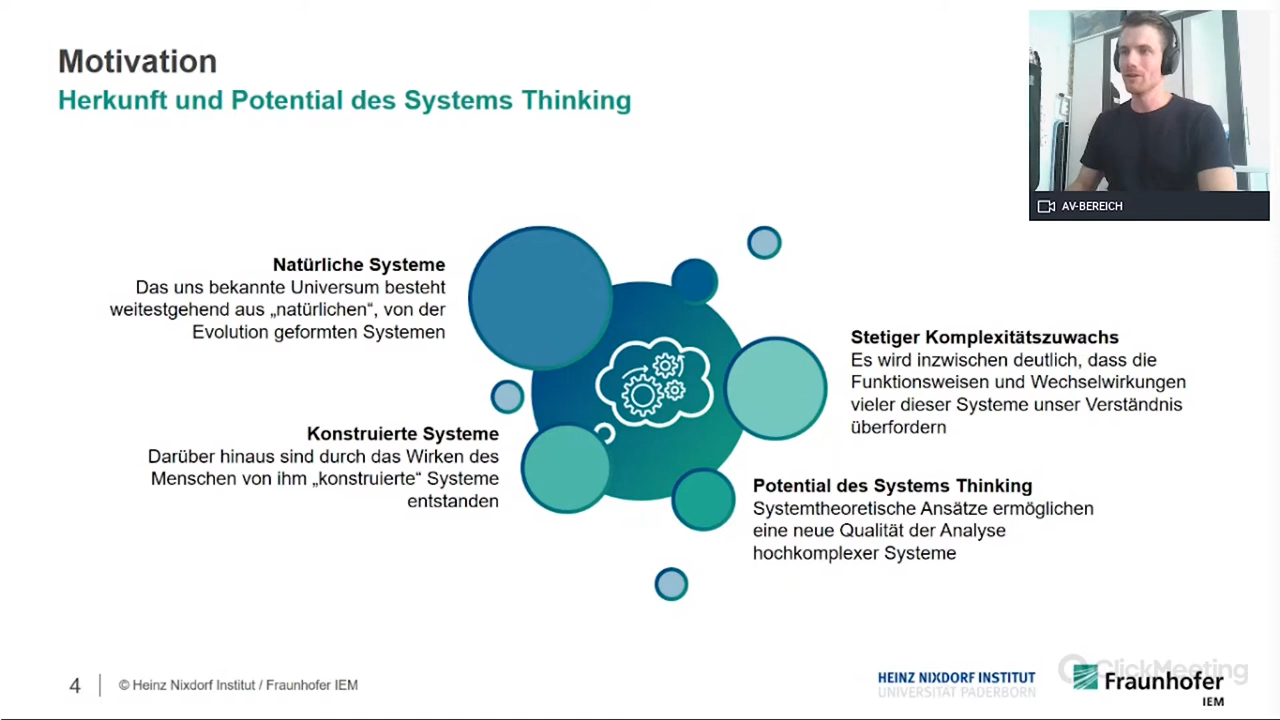 Motivation
Herkunft und Potential des Systems Thinking
AV-BEREICH
Natürliche Systeme
Das uns bekannte Universum besteht
weitestgehend aus „natürlichen“, von der
Evolution geformten Systemen
Stetiger Komplexitätszuwachs
Es wird inzwischen deutlich, dass die
Funktionsweisen und Wechselwirkungen
vieler dieser Systeme unser Verständnis
überfordern
Konstruierte Systeme
Darüber hinaus sind durch das Wirken des
Menschen von ihm „konstruierte“ Systeme
entstanden
Potential des Systems Thinking
Systemtheoretische Ansätze ermöglichen
eine neue Qualität der Analyse
hochkomplexer Systeme
4
© Heinz Nixdorf Institut / Fraunhofer IEM
HEINZ NIXDORF INSTITUT
UNIVERSITÄT PADERBORN
ClickMeeting
Fraunhofer
IEM